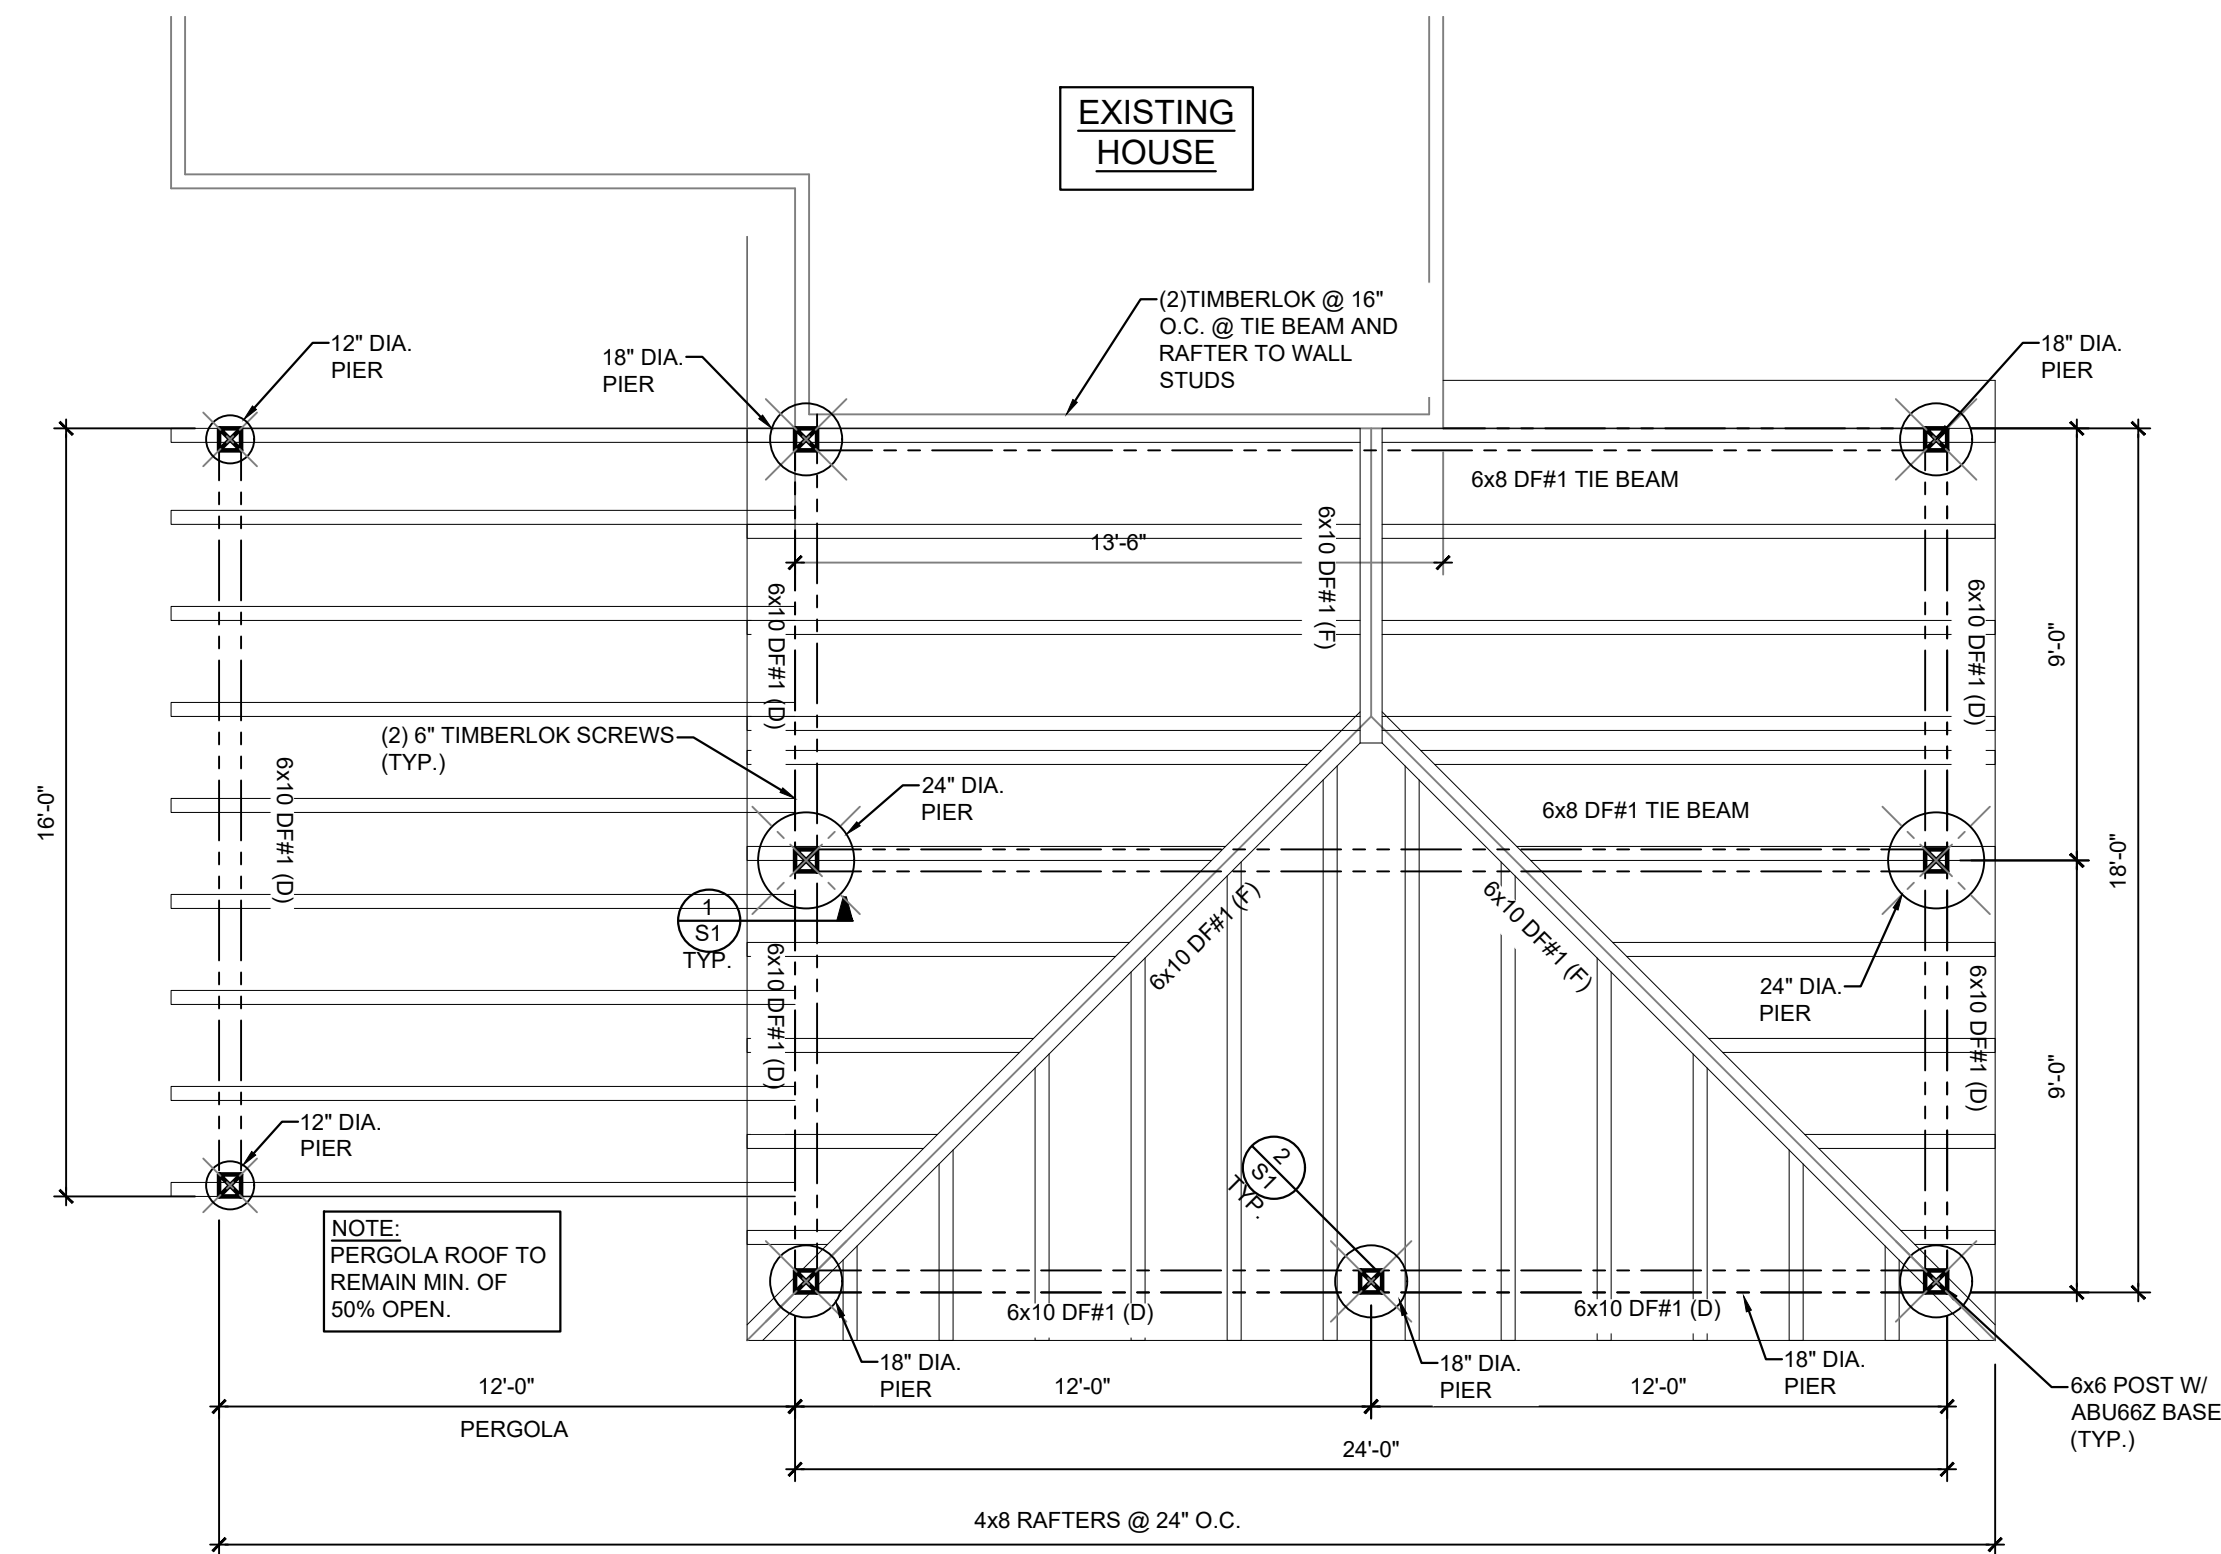 EXISTING
HOUSE
(2)TIMBERLOK @ 16"
O.C. @ TIE BEAM AND
RAFTER TO WALL
STUDS
12" DIA.
PIER
18" DIA.
PIER
18" DIA.
PIER
6x8 DF#1 TIE BEAM
6x10 DF#1 (F)
13'-6"
6x10 DF#1 (D)
6x10 DF#1 (D)
9'-0"
(2) 6" TIMBERLOK SCREWS
(TYP.)
6x10 DF#1 (D)
16'-0"
24" DIA.
PIER
6x8 DF#1 TIE BEAM
18'-0"
1
S1
TYP.
6x10 DF#1 (F)
6x10 DF#1 (F)
6x10 DF#1 (D)
24" DIA.
PIER
6x10 DF#1 (D)
9'-0"
12" DIA.
PIER
2
S1
TYP.
NOTE:
PERGOLA ROOF TO
REMAIN MIN. OF
50% OPEN.
6x10 DF#1 (D)
6x10 DF#1 (D)
18" DIA.
PIER
18" DIA.
PIER
18" DIA.
PIER
6x6 POST W/
ABU66Z BASE
(TYP.)
12'-0"
12'-0"
12'-0"
PERGOLA
24'-0"
4x8 RAFTERS @ 24" O.C.